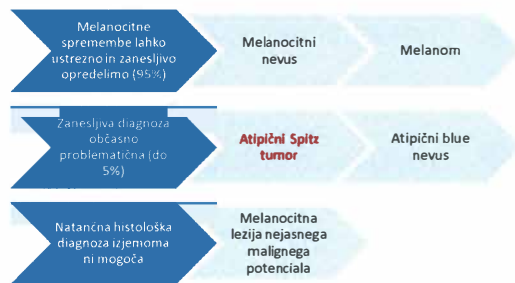 Melanocitne
spremembe lahko
ustrezno in zanesljivo
opredelimo (95%)
Melanocitni
nevus
Melanom
Zanesljiva diagnoza
občasno
problematična (do
5%)
Atipični Spitz
tumor
Atipični blue
nevus
Natančna histološka
diagnoza izjemoma
ni mogoča
Melanocitna
lezija nejasnega
malignega
potenciala